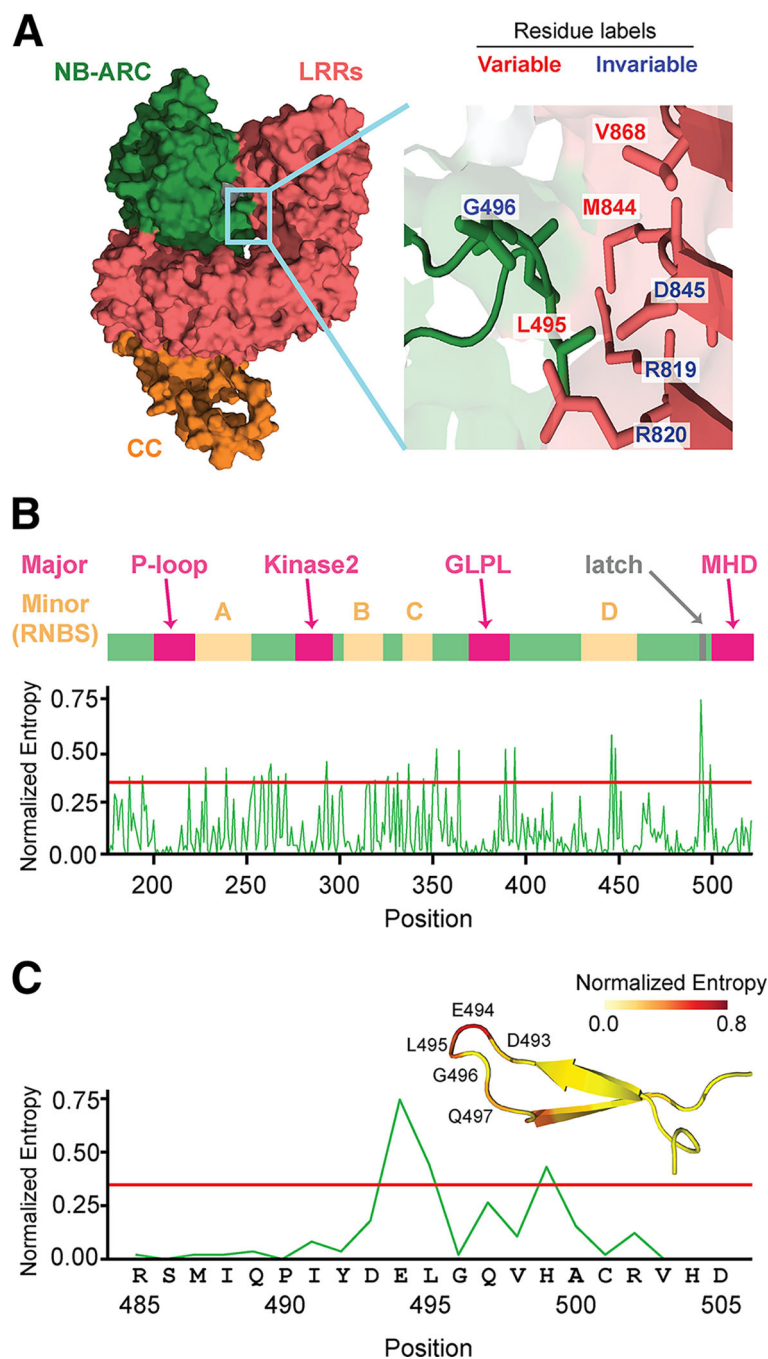 A
NB-ARC
LRRs
CC
Residue labels
Variable Invariable
V868
G496
M844
D845
L495
R819
R820
B
Major P-loop Kinase2 GLPL latch MHD
Minor
(RNBS)
A B C D
Normalized Entropy
0.75
0.50
0.25
0.00
200 250 300 350 400 450 500
Position
C
Normalized Entropy
0.0 0.8
E494
L495
D493
G496
Q497
Normalized Entropy
0.75
0.50
0.25
0.00
R S M I Q P I Y D E L G Q V H A C R V H D
485 490 495 500 505
Position